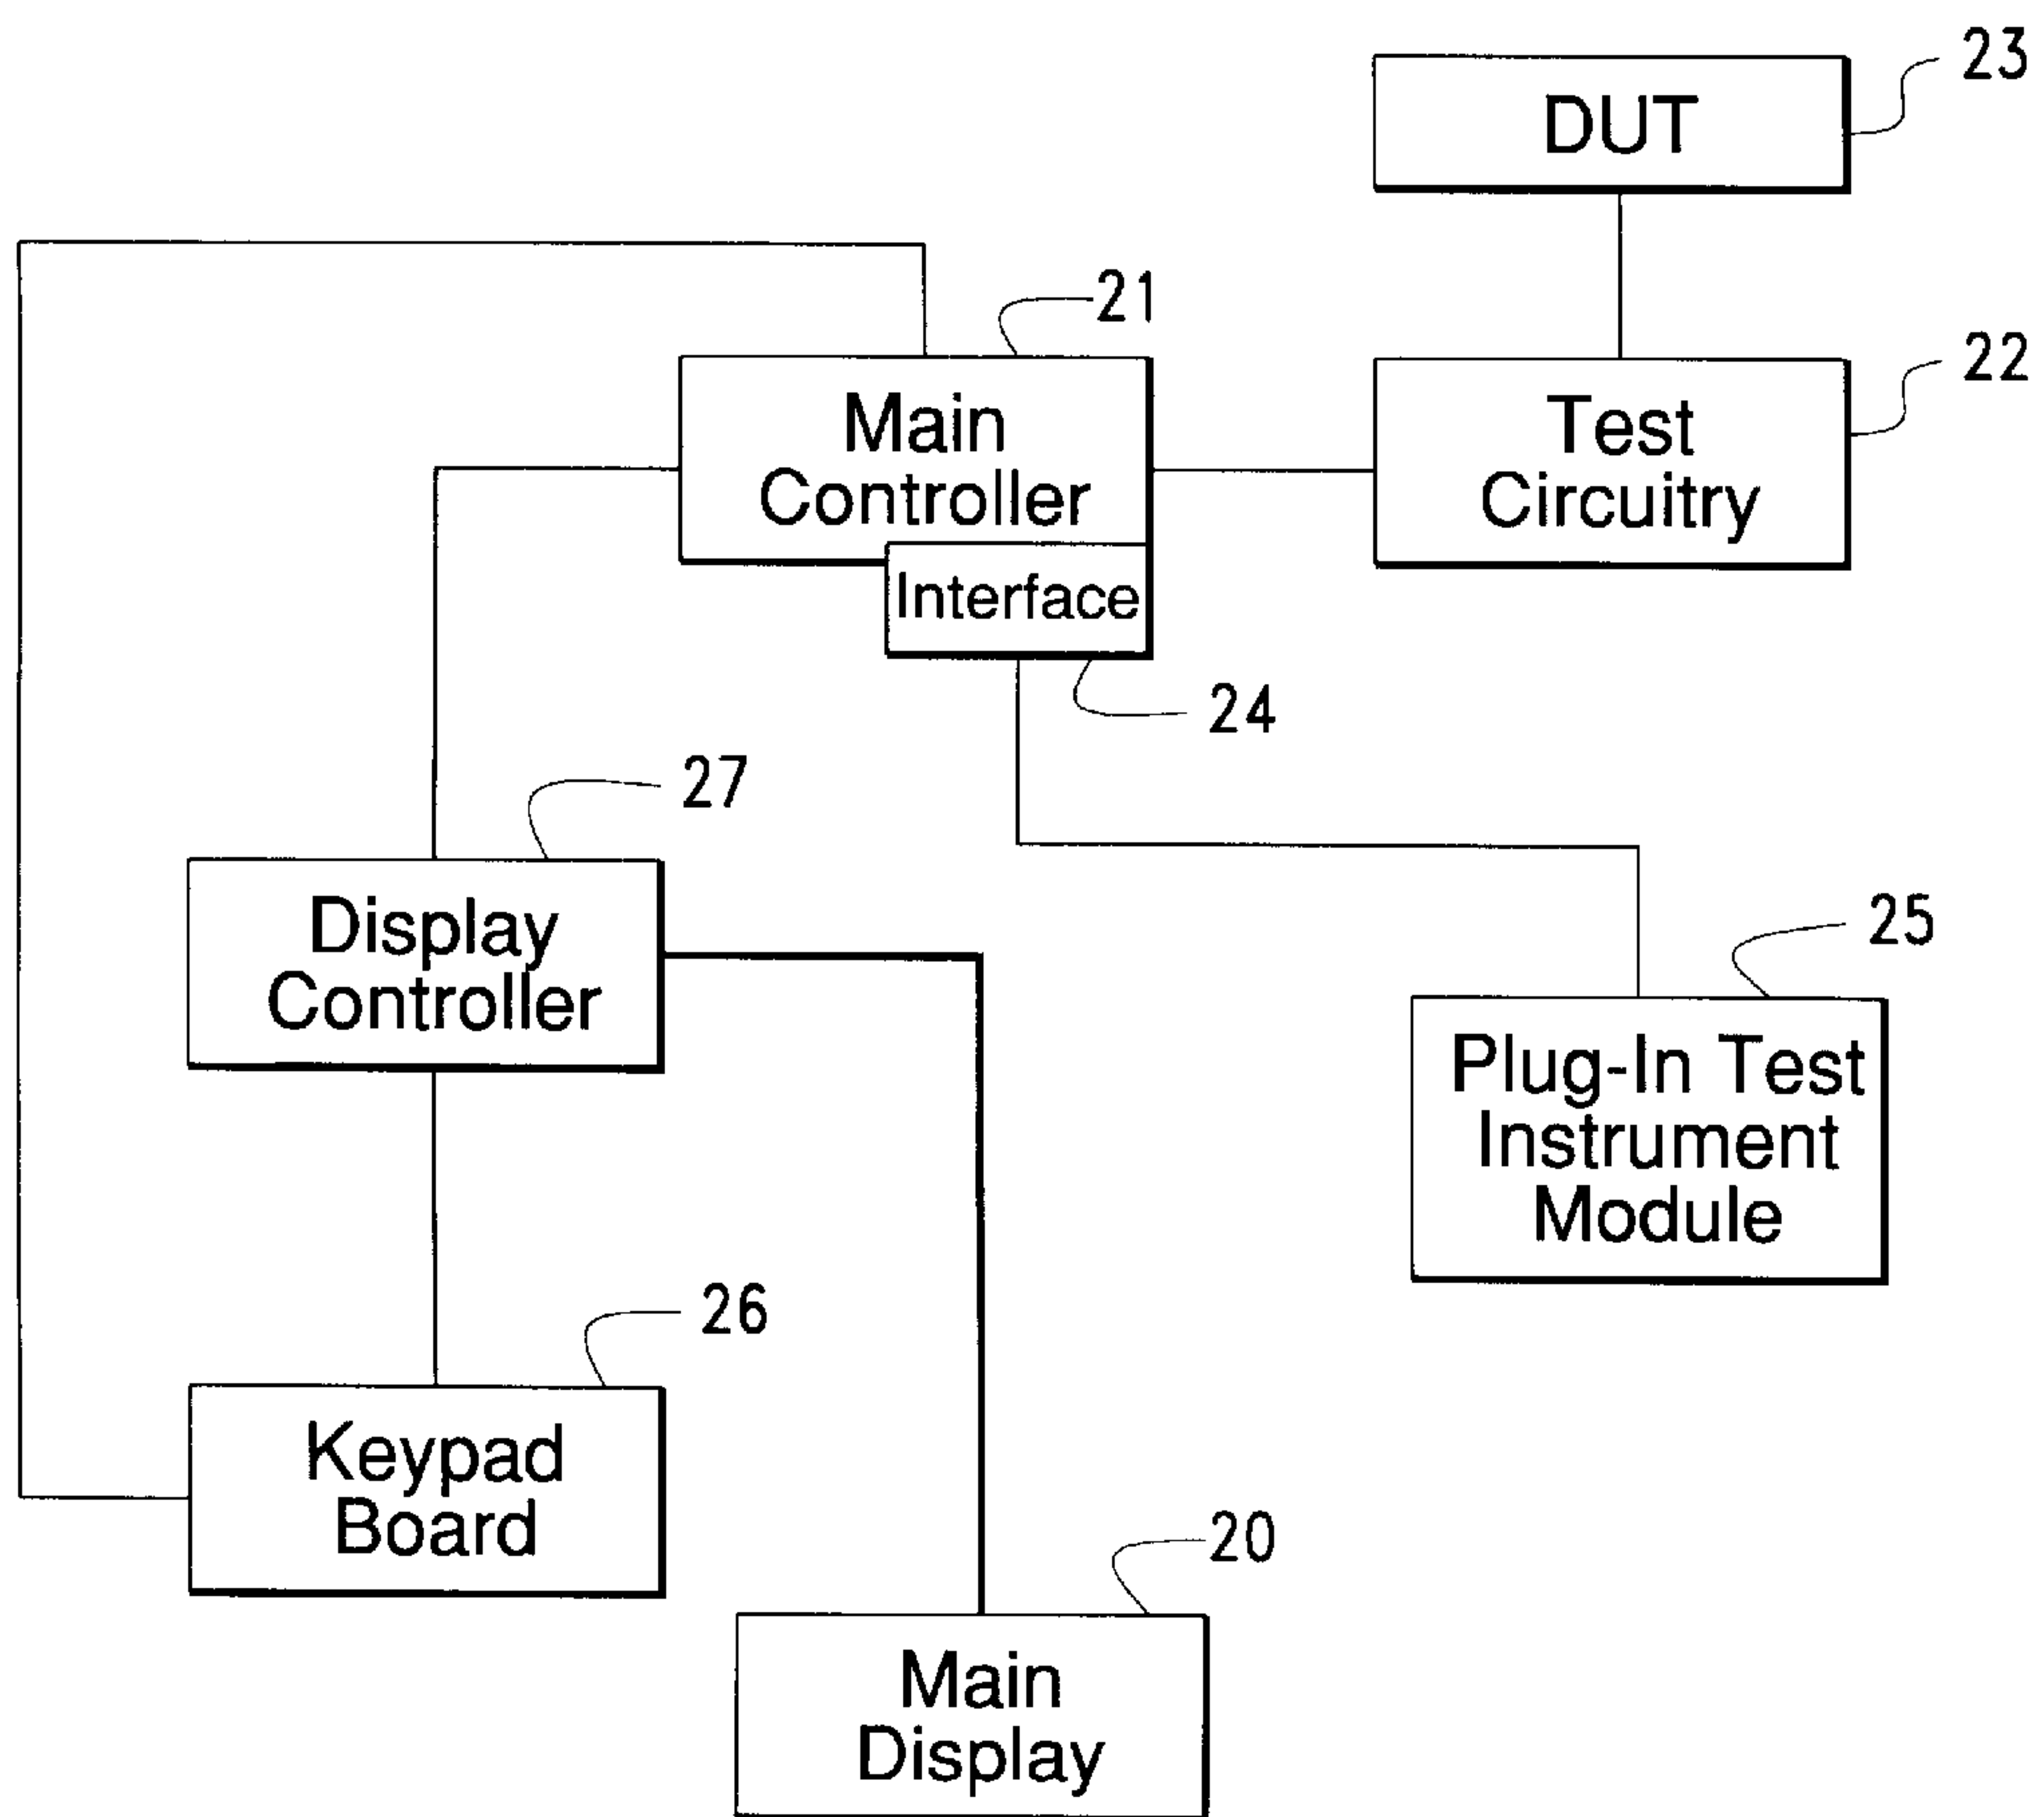 23
DUT
21
22
Main
Controller
Test
Circuitry
Interface
24
27
25
Display
Controller
Plug-In Test
Instrument
Module
26
Keypad
Board
20
Main
Display